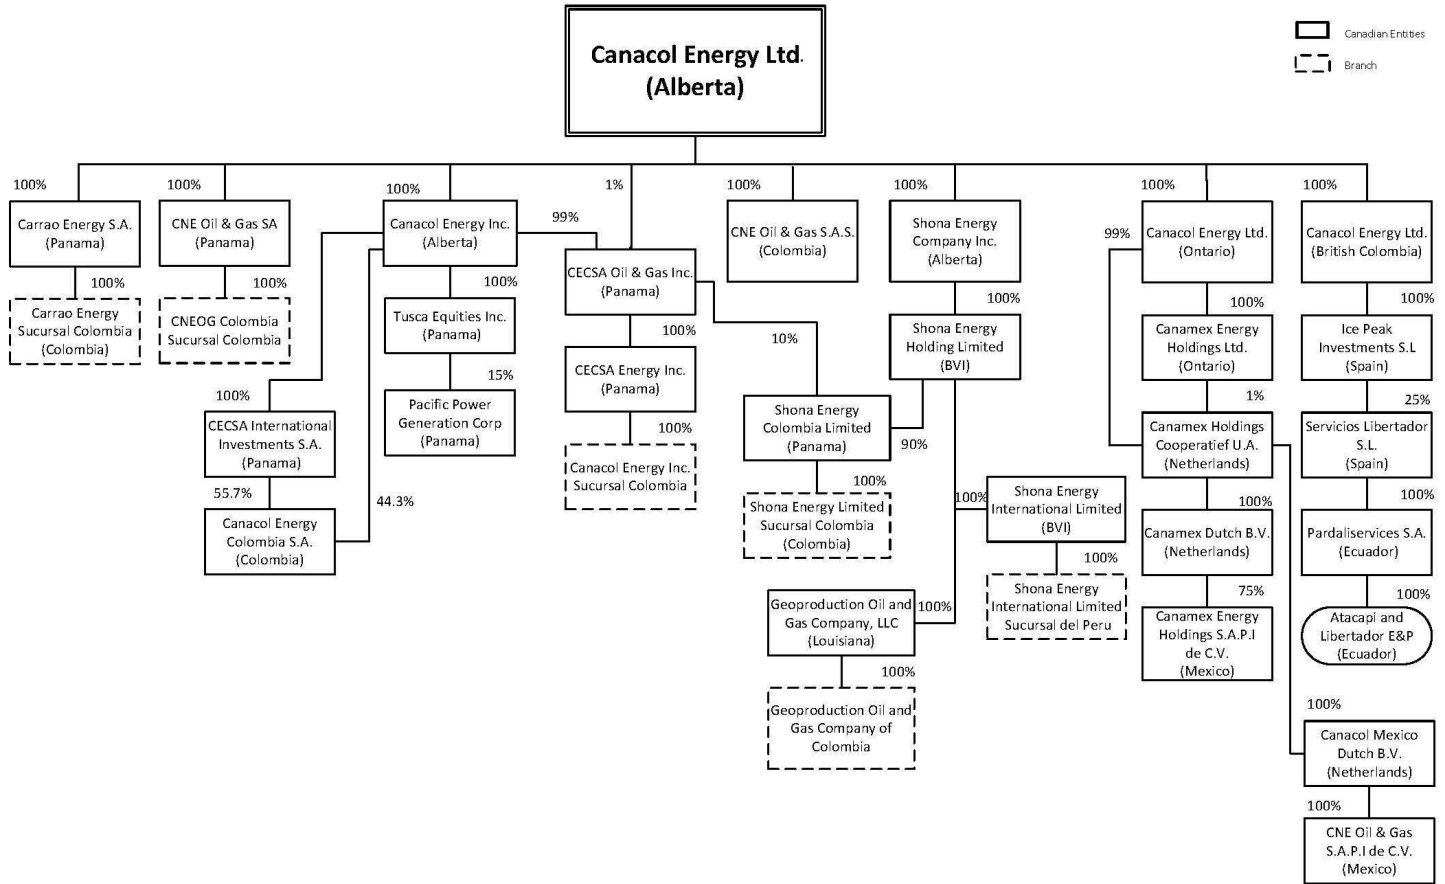 Canacol Energy Ltd.
(Alberta)
Canadian Entities
Branch
100%
100%
100%
1%
100%
100%
100%
100%
Carrao Energy S.A.
(Panama)
CNE Oil & Gas SA
(Panama)
Canacol Energy Inc.
(Alberta)
99%
CECSA Oil & Gas Inc.
(Panama)
CNE Oil & Gas S.A.S.
(Colombia)
Shona Energy
Company Inc.
(Alberta)
99%
Canacol Energy Ltd.
(Ontario)
Canacol Energy Ltd.
(British Colombia)
100%
100%
100%
100%
100%
100%
Carrao Energy
Sucursal Colombia
(Colombia)
CNEOG Colombia
Sucursal Colombia
Tusca Equities Inc.
(Panama)
100%
10%
Shona Energy
Holding Limited
(BVI)
Canamex Energy
Holdings Ltd.
(Ontario)
Ice Peak
Investments S.L
(Spain)
CECSA Energy Inc.
(Panama)
100%
15%
1%
25%
CECSA International
Investments S.A.
(Panama)
Pacific Power
Generation Corp
(Panama)
100%
Shona Energy
Colombia Limited
(Panama)
90%
Canamex Holdings
Cooperatief U.A.
(Netherlands)
Servicios Libertador
S.L.
(Spain)
Canacol Energy Inc.
Sucursal Colombia
55.7%
44.3%
100%
100%
100%
100%
Canacol Energy
Colombia S.A.
(Colombia)
Shona Energy Limited
Sucursal Colombia
(Colombia)
Shona Energy
International Limited
(BVI)
Canamex Dutch B.V.
(Netherlands)
Pardaliservices S.A.
(Ecuador)
100%
75%
100%
Geoproduction Oil and
Gas Company, LLC
(Louisiana)
100%
Shona Energy
International Limited
Sucursal del Peru
Canamex Energy
Holdings S.A.P.I
de C.V.
(Mexico)
Atacapi and
Libertador E&P
(Ecuador)
100%
Geoproduction Oil and
Gas Company of
Colombia
100%
Canacol Mexico
Dutch B.V.
(Netherlands)
100%
CNE Oil & Gas
S.A.P.I de C.V.
(Mexico)